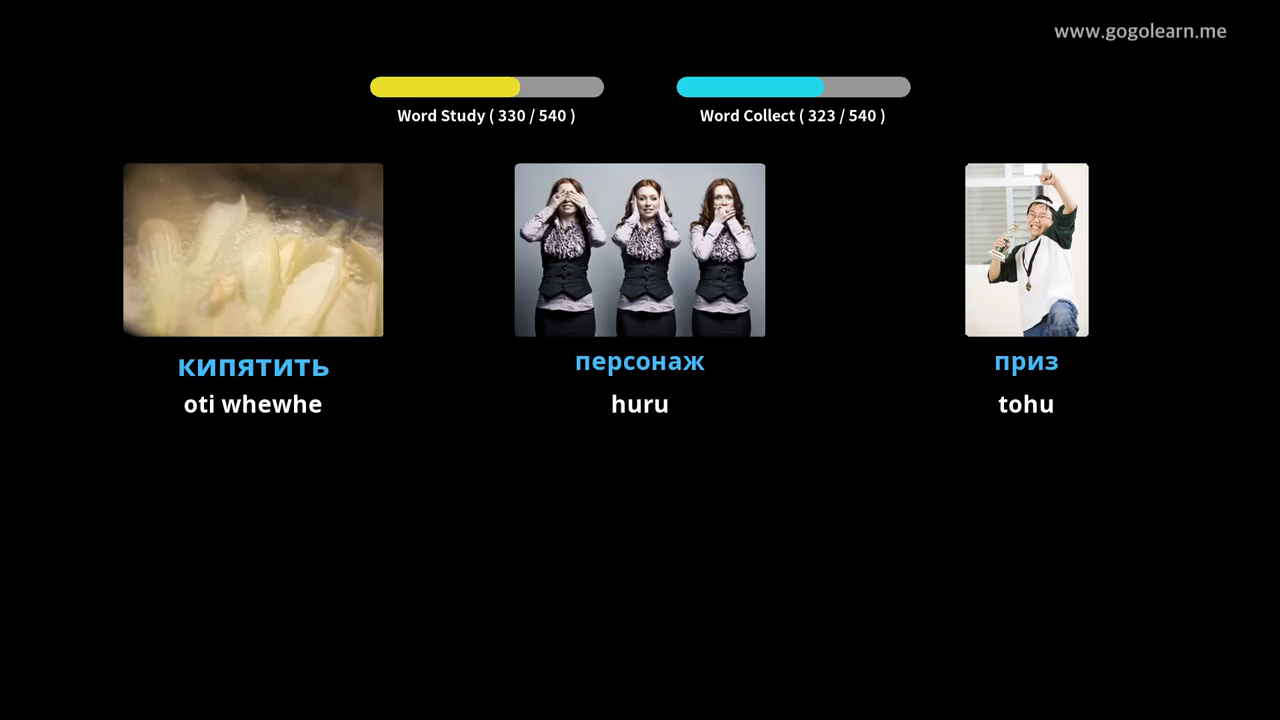 www.gogolearn.me
Word Study ( 330 / 540 )
Word Collect ( 323 / 540 )
кипятить
персонаж
приз
oti whewhe
huru
tohu